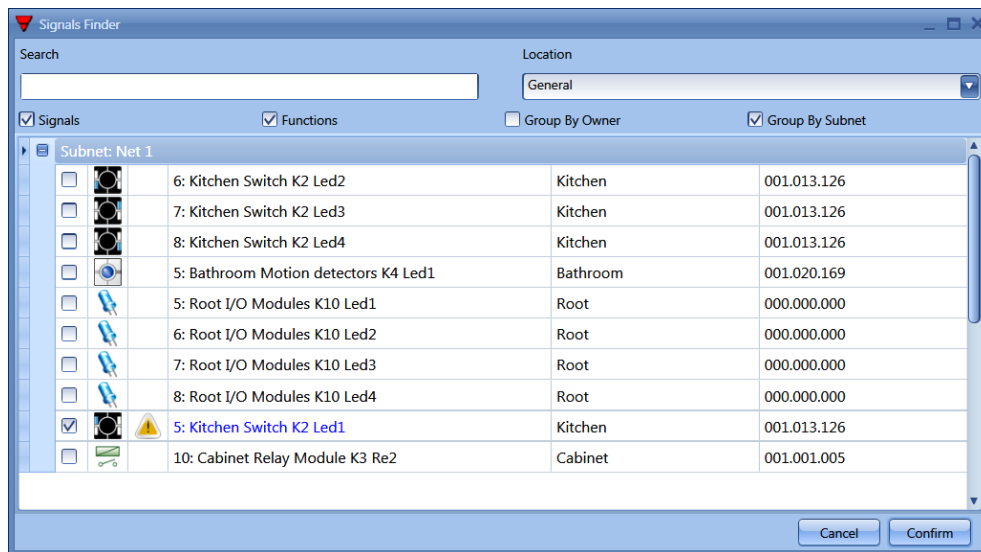 Signals Finder
Search Location
General
Signals Functions Group By Owner Group By Subnet
Subnet: Net 1
6: Kitchen Switch K2 Led2 Kitchen 001.013.126
7: Kitchen Switch K2 Led3 Kitchen 001.013.126
8: Kitchen Switch K2 Led4 Kitchen 001.013.126
5: Bathroom Motion detectors K4 Led1 Bathroom 001.020.169
5: Root I/O Modules K10 Led1 Root 000.000.000
6: Root I/O Modules K10 Led2 Root 000.000.000
7: Root I/O Modules K10 Led3 Root 000.000.000
8: Root I/O Modules K10 Led4 Root 000.000.000
5: Kitchen Switch K2 Led1 Kitchen 001.013.126
10: Cabinet Relay Module K3 Re2 Cabinet 001.001.005
Cancel Confirm